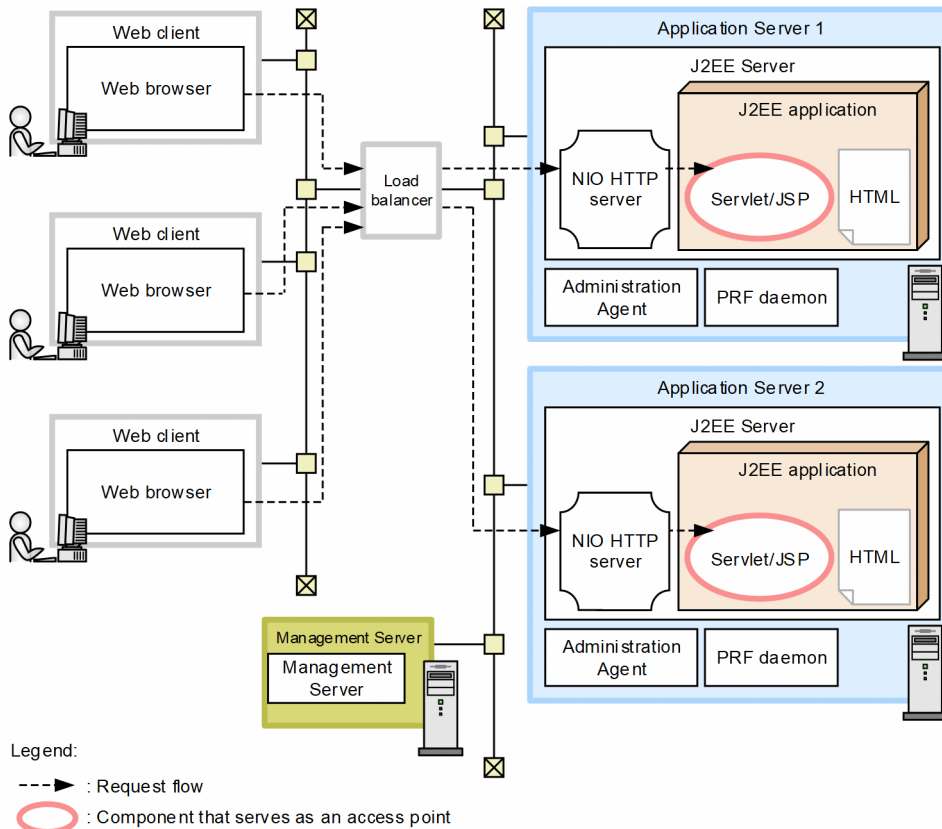 Web client
Web browser
Web client
Web browser
Web client
Web browser
Load
balancer
Application Server 1
J2EE Server
J2EE application
NIO HTTP
server
Servlet/JSP
HTML
Administration
Agent
PRF daemon
Application Server 2
J2EE Server
J2EE application
NIO HTTP
server
Servlet/JSP
HTML
Administration
Agent
PRF daemon
Management Server
Management
Server
Legend:
: Request flow
: Component that serves as an access point